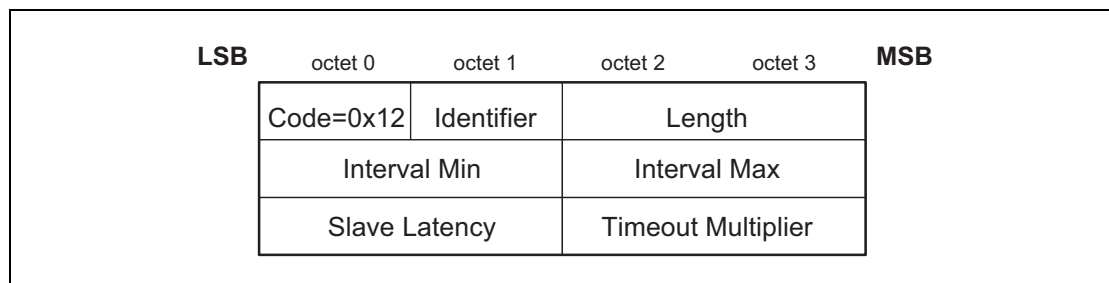 LSB octet 0 octet 1 octet 2 octet 3 MSB
Code=0x12 Identifier Length
Interval Min Interval Max
Slave Latency Timeout Multiplier